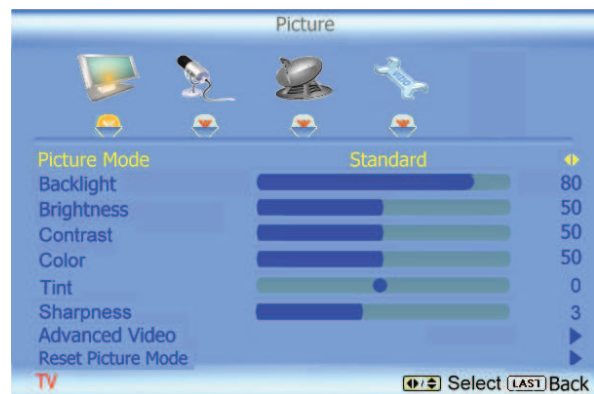 Picture
Picture Mode Standard
Backlight 80
Brightness 50
Contrast 50
Color 50
Tint 0
Sharpness 3
Advanced Video
Reset Picture Mode
TV Select LAST Back